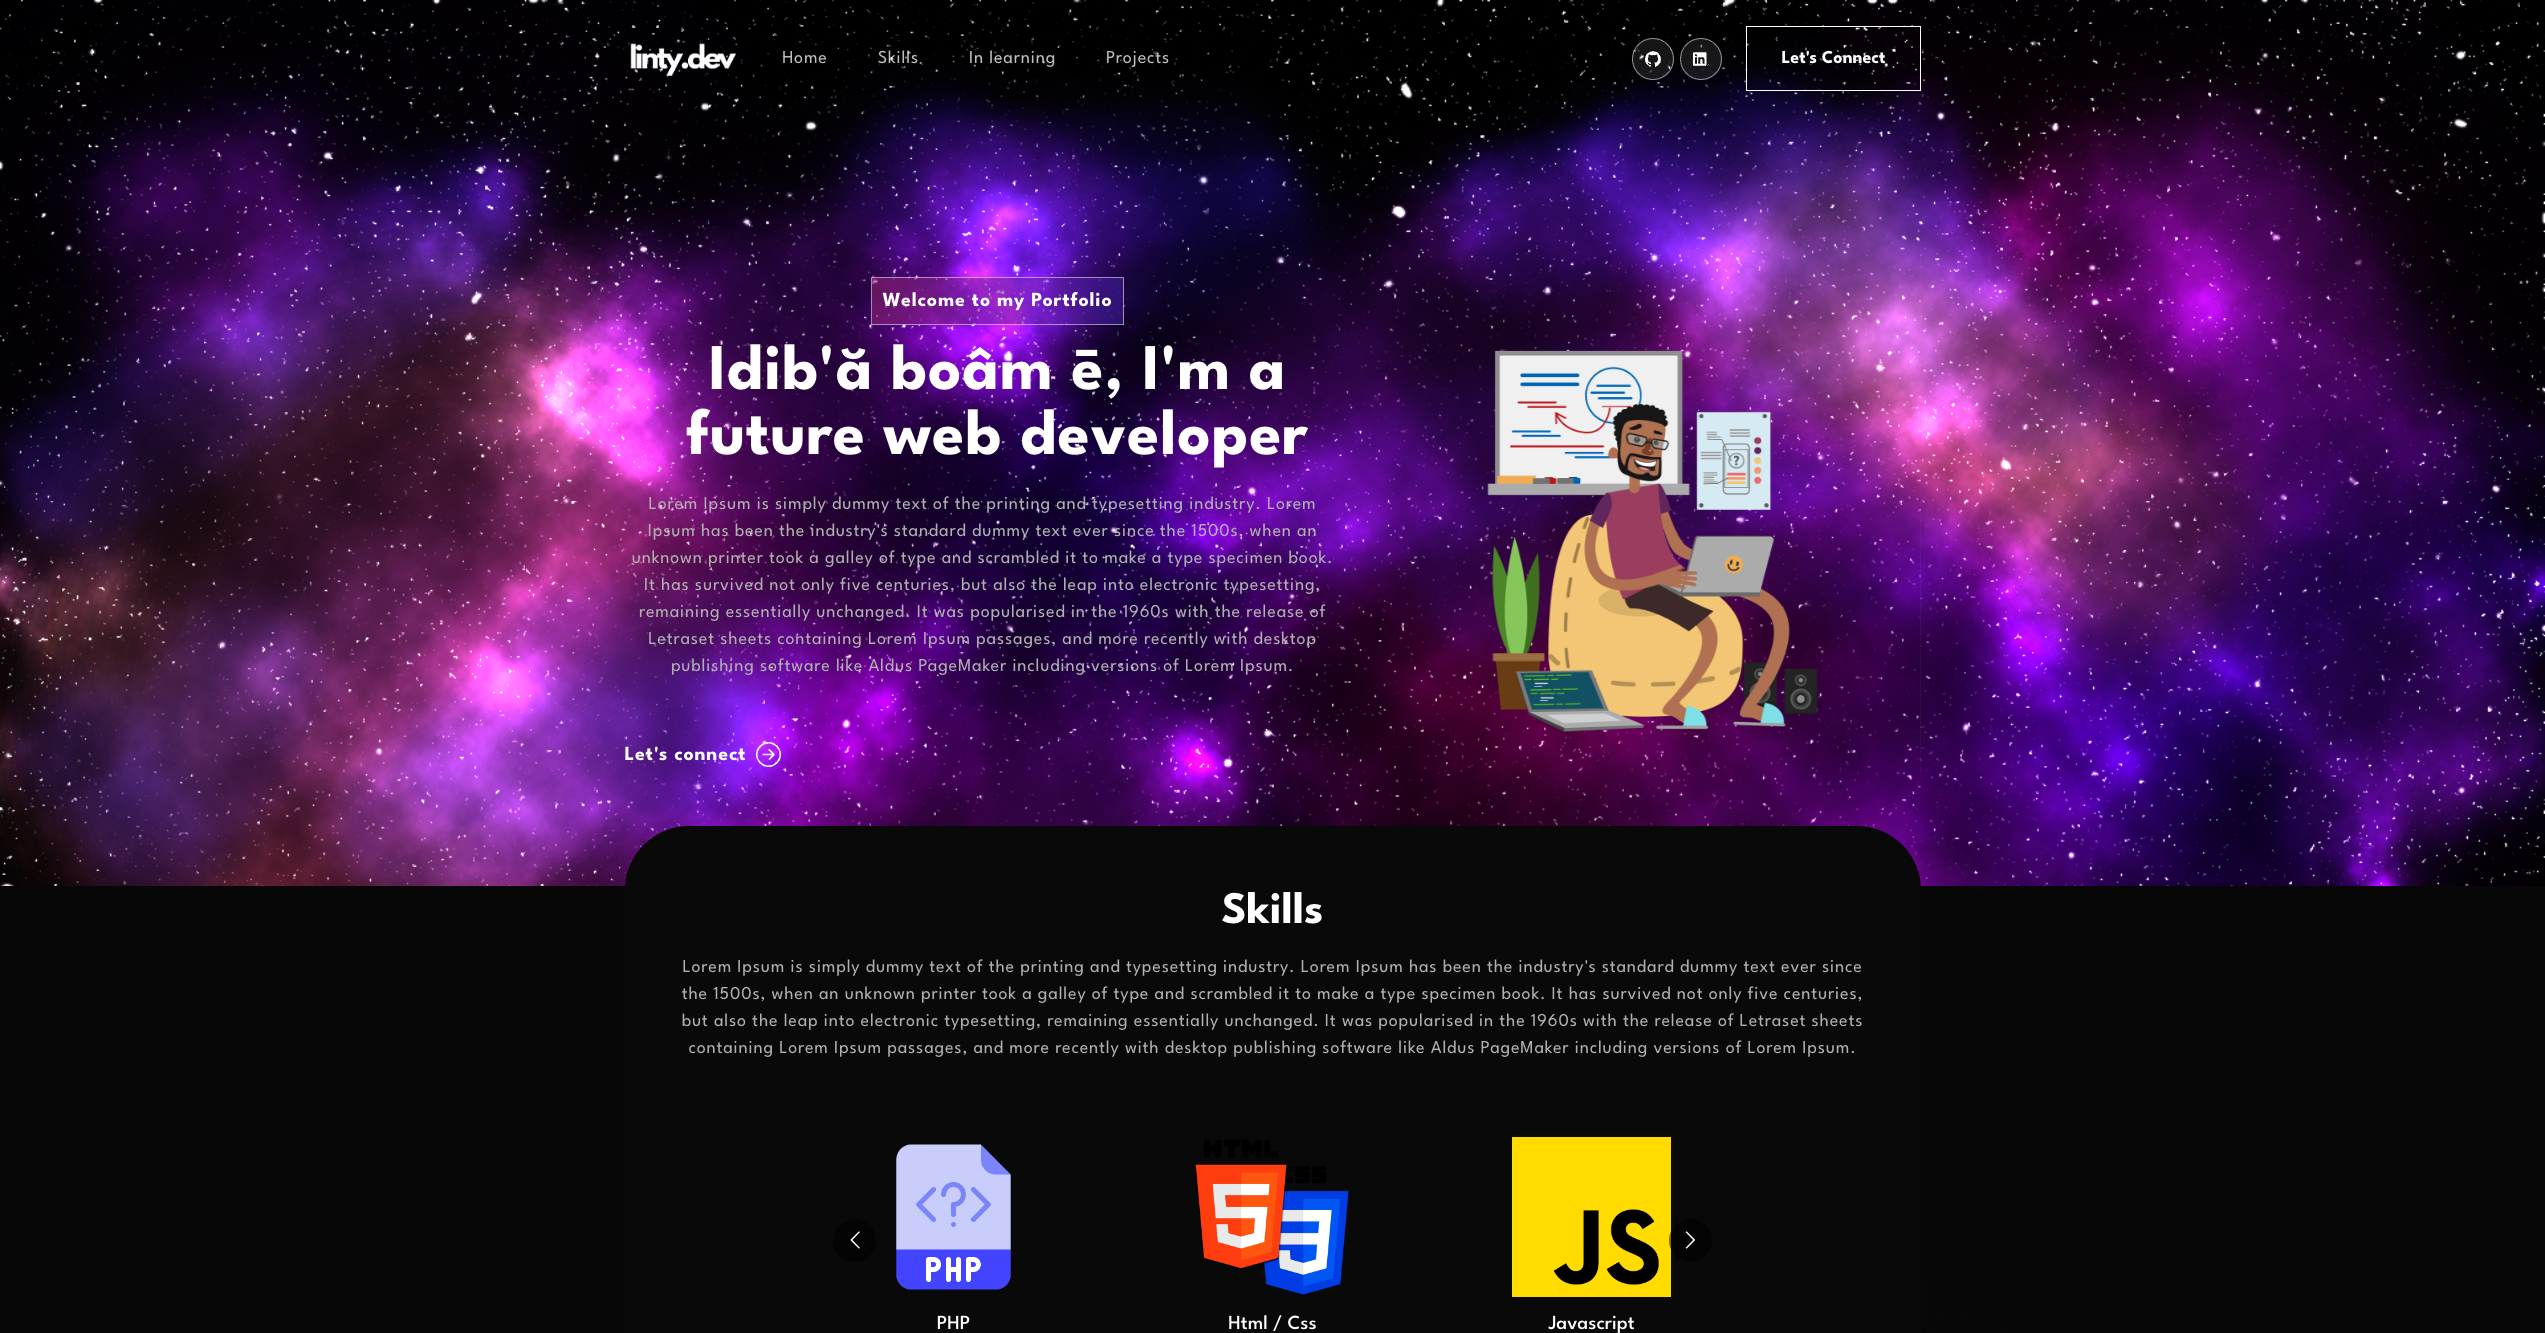 linty.dev
Home
Skills
In learning
Projects
Let's Connect
Welcome to my Portfolio
Idib'ă boâm ē, I'm a
future web developer
Lorem Ipsum is simply dummy text of the printing and typesetting industry. Lorem
Ipsum has been the industry's standard dummy text ever since the 1500s, when an
unknown printer took a galley of type and scrambled it to make a type specimen book.
It has survived not only five centuries, but also the leap into electronic typesetting,
remaining essentially unchanged. It was popularised in the 1960s with the release of
Letraset sheets containing Lorem Ipsum passages, and more recently with desktop
publishing software like Aldus PageMaker including versions of Lorem Ipsum.
Let's connect
Skills
Lorem Ipsum is simply dummy text of the printing and typesetting industry. Lorem Ipsum has been the industry's standard dummy text ever since
the 1500s, when an unknown printer took a galley of type and scrambled it to make a type specimen book. It has survived not only five centuries,
but also the leap into electronic typesetting, remaining essentially unchanged. It was popularised in the 1960s with the release of Letraset sheets
containing Lorem Ipsum passages, and more recently with desktop publishing software like Aldus PageMaker including versions of Lorem Ipsum.
<?>
PHP
HTML
CSS
5
3
JS
PHP
Html / Css
Javascript